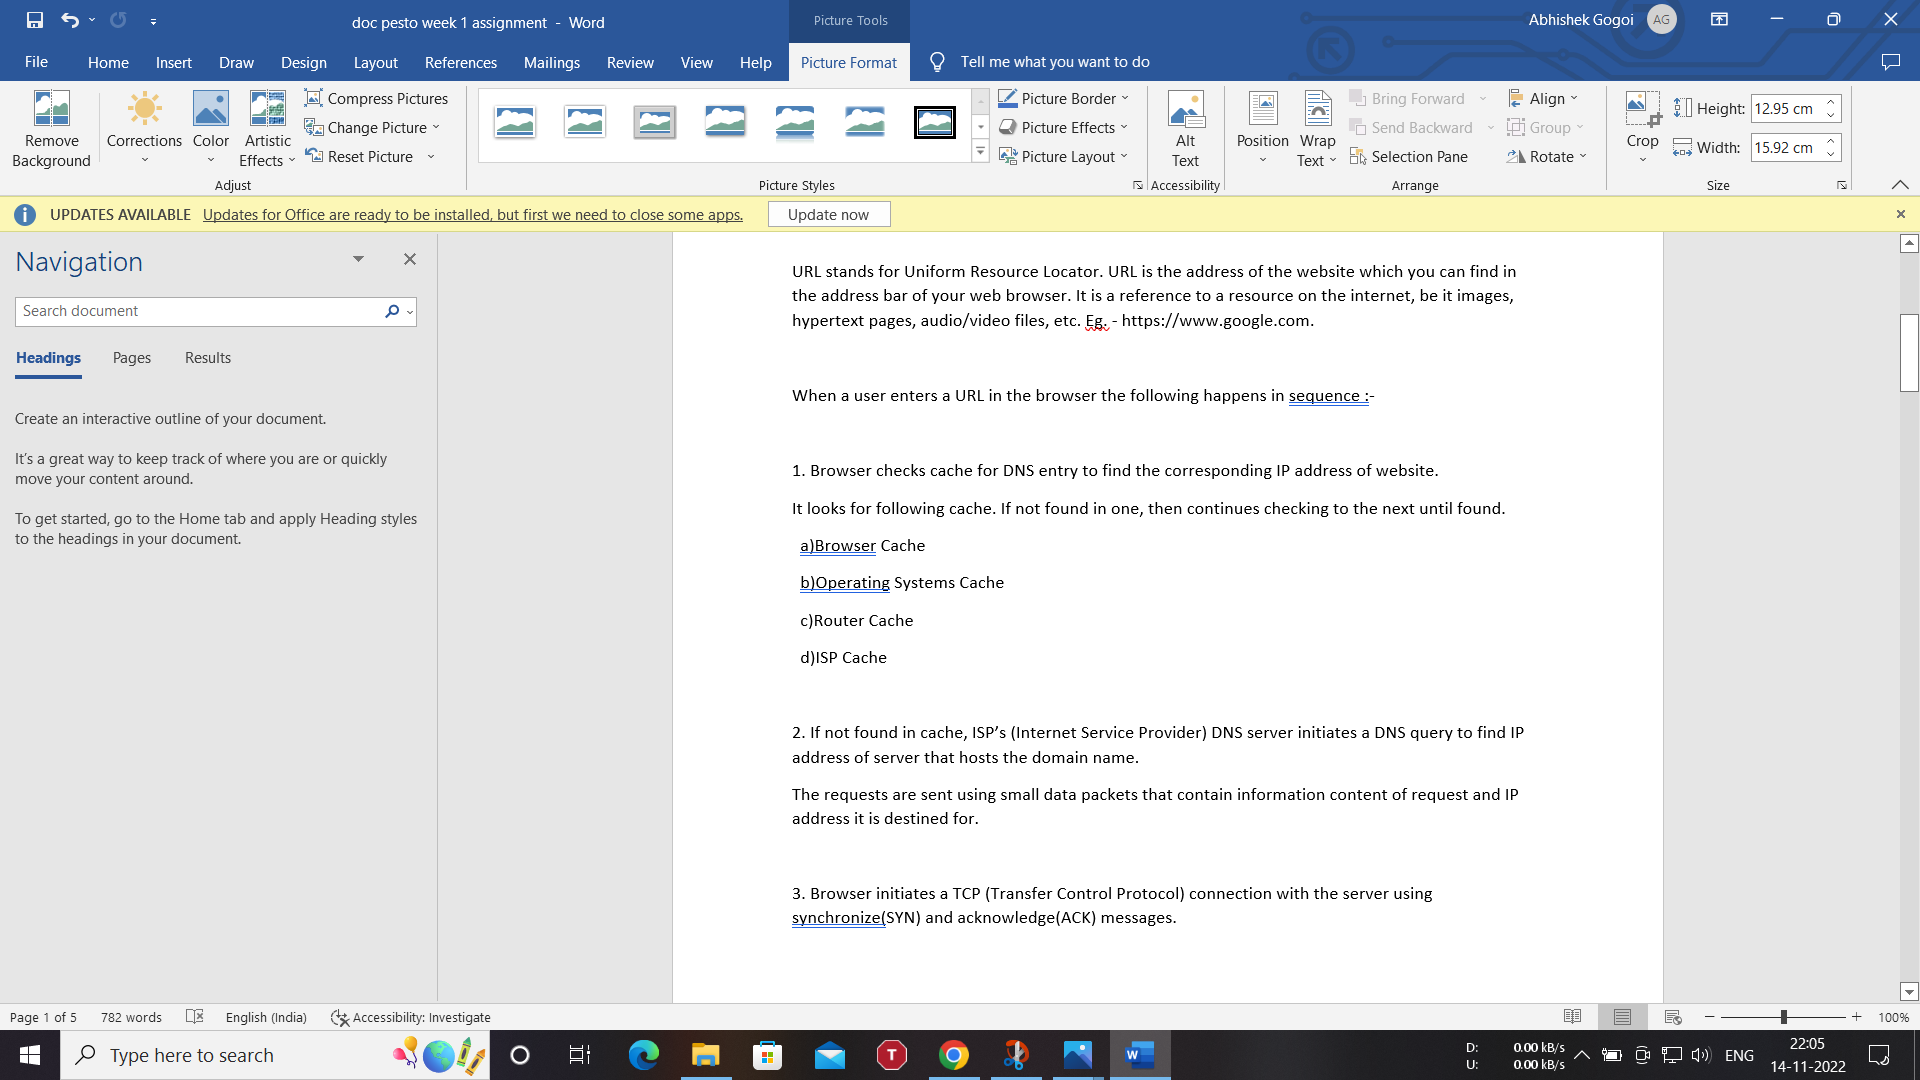 doc pesto week 1 assignment - Word
Picture Tools
Abhishek Gogoi
AG
File
Home
Insert
Draw
Design
Layout
References
Mailings
Review
View
Help
Picture Format
Tell me what you want to do
Remove Background
Corrections
Color
Artistic Effects
Compress Pictures
Change Picture
Reset Picture
Adjust
Picture Styles
Picture Border
Picture Effects
Picture Layout
Alt Text
Accessibility
Position
Wrap Text
Bring Forward
Send Backward
Selection Pane
Align
Group
Rotate
Arrange
Crop
Height: 12.95 cm
Width: 15.92 cm
Size
UPDATES AVAILABLE Updates for Office are ready to be installed, but first we need to close some apps. Update now
Navigation
Search document
Headings Pages Results
Create an interactive outline of your document.
It's a great way to keep track of where you are or quickly
move your content around.
To get started, go to the Home tab and apply Heading styles
to the headings in your document.
URL stands for Uniform Resource Locator. URL is the address of the website which you can find in
the address bar of your web browser. It is a reference to a resource on the internet, be it images,
hypertext pages, audio/video files, etc. Eg. - https://www.google.com.
When a user enters a URL in the browser the following happens in sequence :-
1. Browser checks cache for DNS entry to find the corresponding IP address of website.
It looks for following cache. If not found in one, then continues checking to the next until found.
a)Browser Cache
b)Operating Systems Cache
c)Router Cache
d)ISP Cache
2. If not found in cache, ISP’s (Internet Service Provider) DNS server initiates a DNS query to find IP
address of server that hosts the domain name.
The requests are sent using small data packets that contain information content of request and IP
address it is destined for.
3. Browser initiates a TCP (Transfer Control Protocol) connection with the server using
synchronize(SYN) and acknowledge(ACK) messages.
Page 1 of 5 782 words English (India) Accessibility: Investigate
100%
Type here to search
T
W
D: 0.00 kB/s
U: 0.00 kB/s
ENG
22:05
14-11-2022